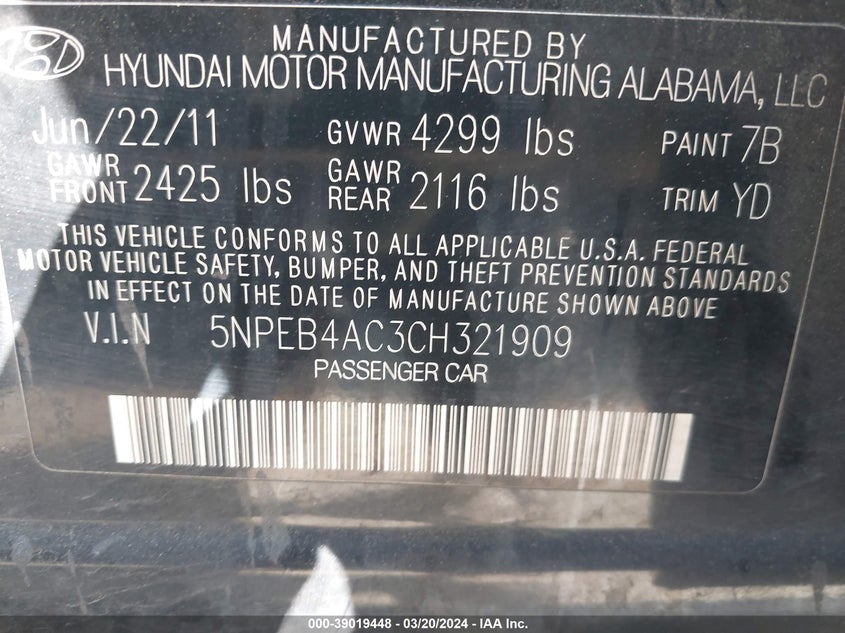 MANUFACTURED BY
HYUNDAI MOTOR MANUFACTURING ALABAMA, LLC
Jun/22/11 GVWR 4299 lbs PAINT 7B
GAWR FRONT 2425 lbs GAWR REAR 2116 lbs TRIM YD
THIS VEHICLE CONFORMS TO ALL APPLICABLE U.S.A. FEDERAL
MOTOR VEHICLE SAFETY, BUMPER, AND THEFT PREVENTION STANDARDS
IN EFFECT ON THE DATE OF MANUFACTURE SHOWN ABOVE
V.I.N 5NPEB4AC3CH321909
PASSENGER CAR
000-39019448 - 03/20/2024 - IAA Inc.